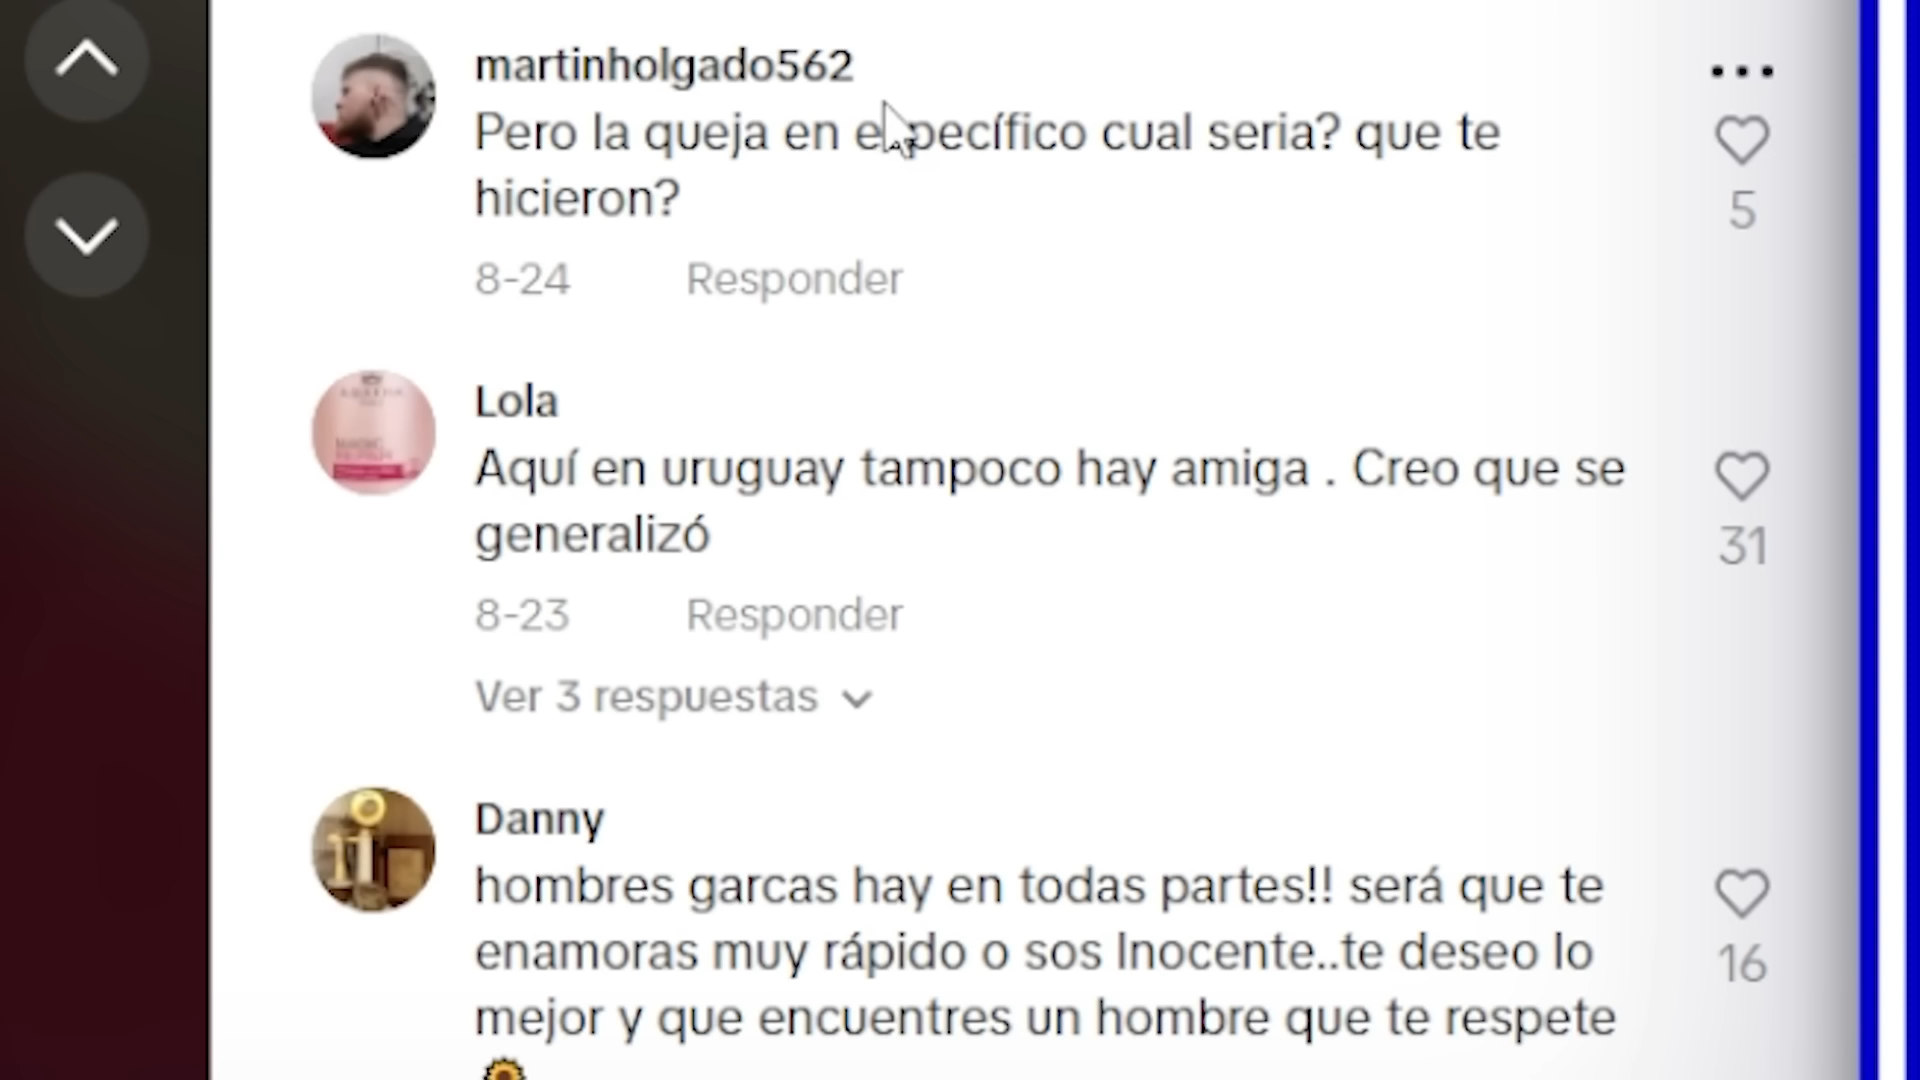 martinholgado562
Pero la queja en específico cual seria? que te
hicieron?
5
8-24 Responder
Lola
Aquí en uruguay tampoco hay amiga . Creo que se
generalizó
31
8-23 Responder
Ver 3 respuestas
Danny
hombres garcas hay en todas partes!! será que te
enamoras muy rápido o sos Inocente..te deseo lo
16
mejor y que encuentres un hombre que te respete
🌻